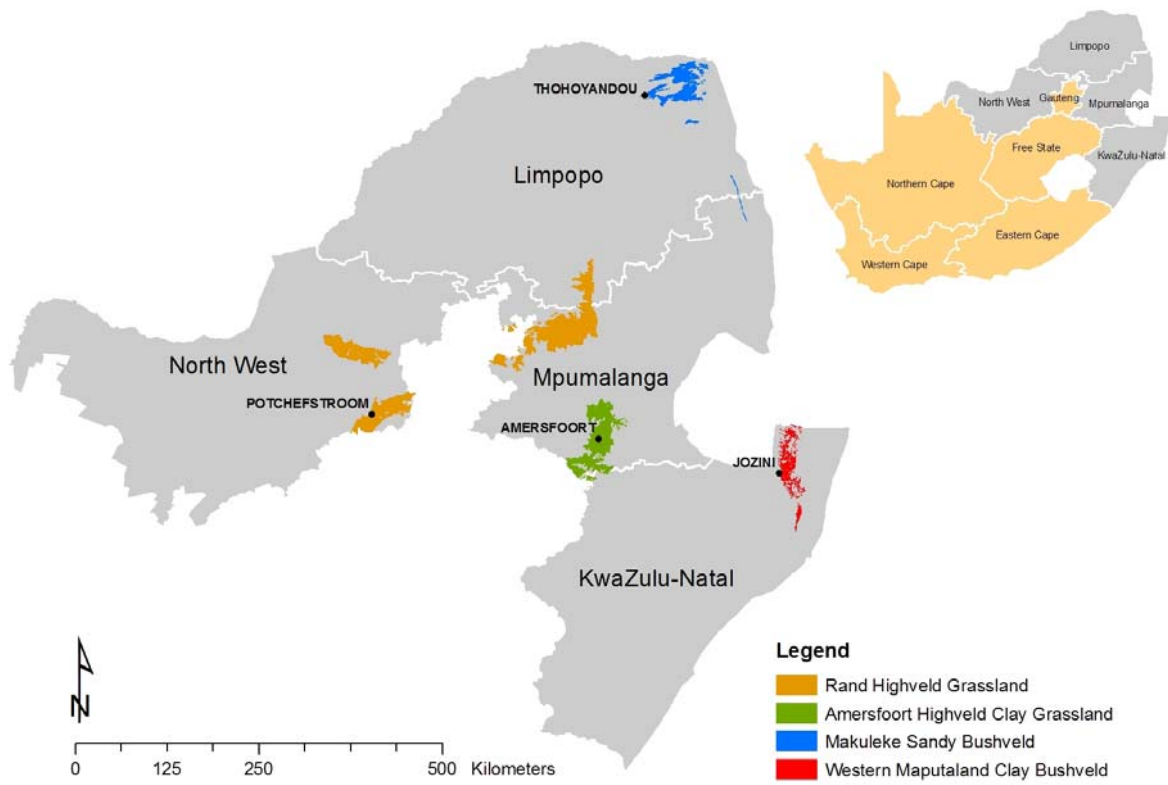 THOHOYANDOU
Limpopo
North West
POTCHEFSTROOM
Mpumalanga
AMERSFOORT
JOZINI
KwaZulu-Natal
Limpopo
North West
Gauteng
Mpumalanga
Free State
KwaZulu-Natal
Northern Cape
Eastern Cape
Western Cape
N
0 125 250 500 Kilometers
Legend
Rand Highveld Grassland
Amersfoort Highveld Clay Grassland
Makuleke Sandy Bushveld
Western Maputaland Clay Bushveld